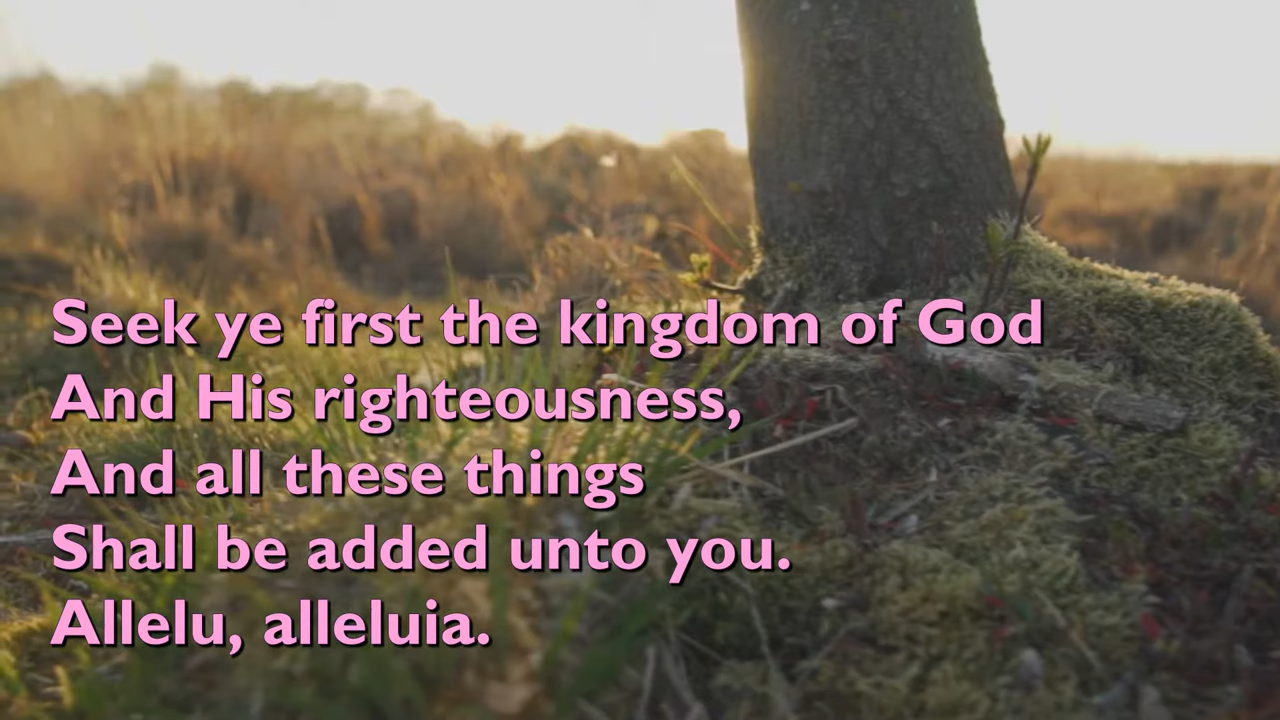 Seek ye first the kingdom of God
And His righteousness,
And all these things
Shall be added unto you.
Allelu, alleluia.